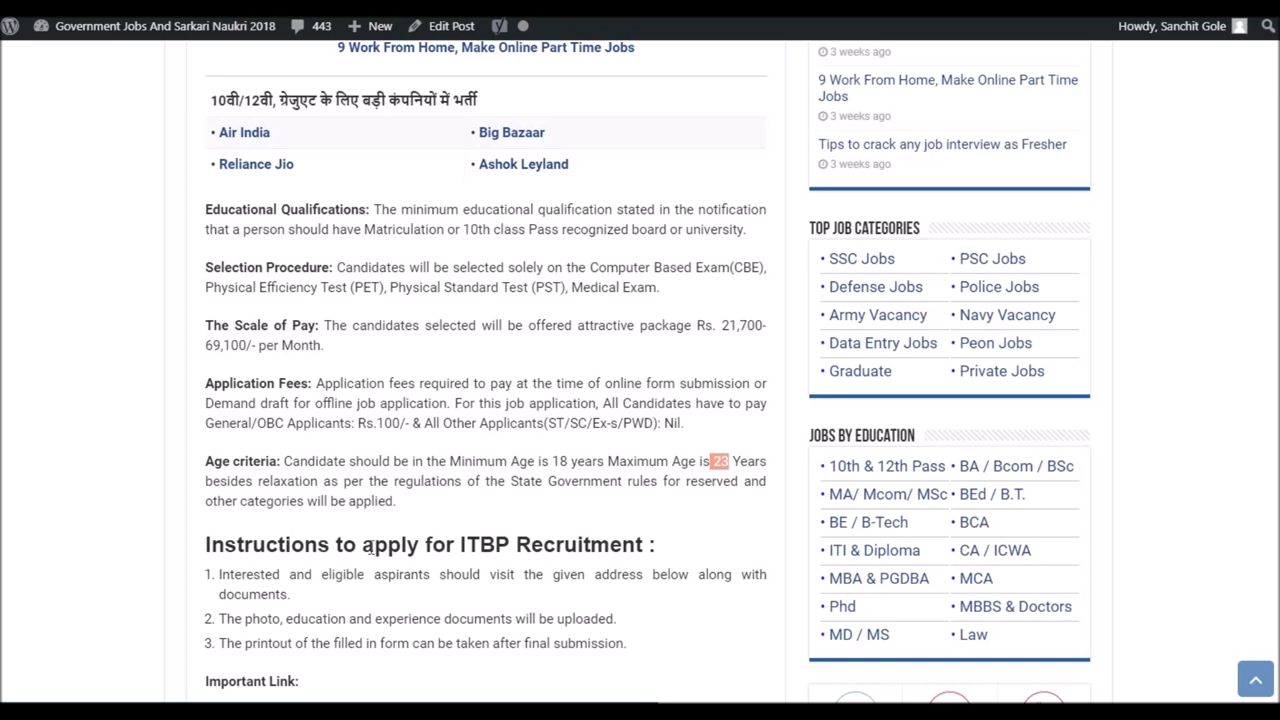 Government Jobs And Sarkari Naukri 2018 443 New Edit Post Howdy, Sanchit Gole
9 Work From Home, Make Online Part Time Jobs
10वी/12वी, ग्रेजुएट के लिए बड़ी कंपनियों में भर्ती
• Air India • Big Bazaar
• Reliance Jio • Ashok Leyland
Educational Qualifications: The minimum educational qualification stated in the notification
that a person should have Matriculation or 10th class Pass recognized board or university.
Selection Procedure: Candidates will be selected solely on the Computer Based Exam(CBE),
Physical Efficiency Test (PET), Physical Standard Test (PST), Medical Exam.
The Scale of Pay: The candidates selected will be offered attractive package Rs. 21,700-
69,100/- per Month.
Application Fees: Application fees required to pay at the time of online form submission or
Demand draft for offline job application. For this job application, All Candidates have to pay
General/OBC Applicants: Rs.100/- & All Other Applicants(ST/SC/Ex-s/PWD): Nil.
Age criteria: Candidate should be in the Minimum Age is 18 years Maximum Age is 23 Years
besides relaxation as per the regulations of the State Government rules for reserved and
other categories will be applied.
Instructions to apply for ITBP Recruitment :
1. Interested and eligible aspirants should visit the given address below along with
documents.
2. The photo, education and experience documents will be uploaded.
3. The printout of the filled in form can be taken after final submission.
Important Link:
3 weeks ago
9 Work From Home, Make Online Part Time
Jobs
3 weeks ago
Tips to crack any job interview as Fresher
3 weeks ago
TOP JOB CATEGORIES
• SSC Jobs • PSC Jobs
• Defense Jobs • Police Jobs
• Army Vacancy • Navy Vacancy
• Data Entry Jobs • Peon Jobs
• Graduate • Private Jobs
JOBS BY EDUCATION
• 10th & 12th Pass • BA / Bcom / BSc
• MA/ Mcom/ MSc • BEd / B.T.
• BE / B-Tech • BCA
• ITI & Diploma • CA / ICWA
• MBA & PGDBA • MCA
• Phd • MBBS & Doctors
• MD / MS • Law